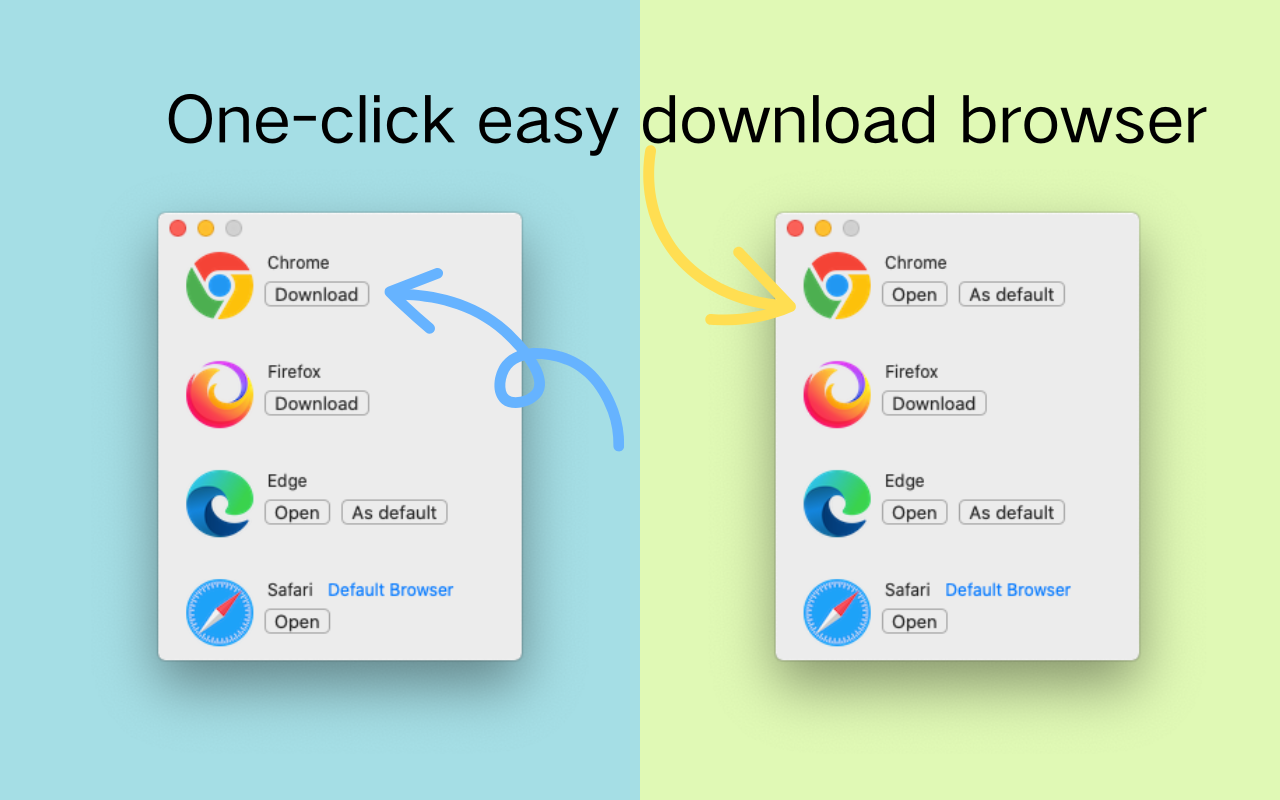 One-click easy download browser
Chrome
Download
Firefox
Download
Edge
Open As default
Safari Default Browser
Open
Chrome
Open As default
Firefox
Download
Edge
Open As default
Safari Default Browser
Open